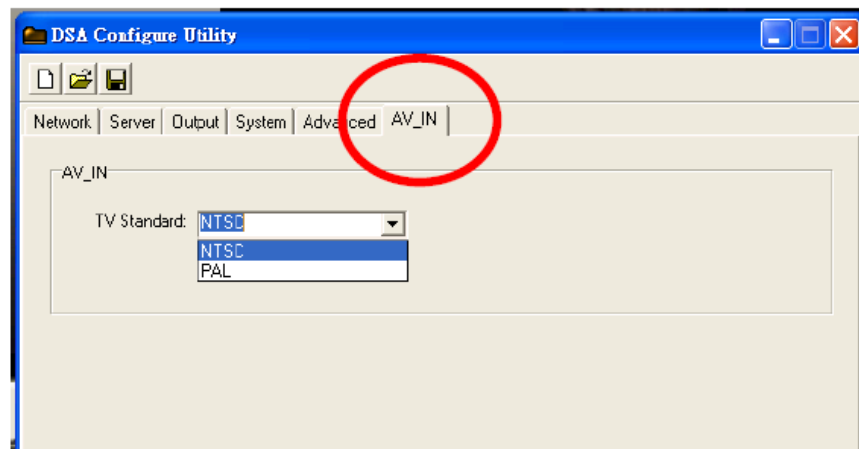 DSA Configure Utility
Network Server Output System Advanced AV_IN
AV_IN
TV Standard: NTSC
NTSC
PAL